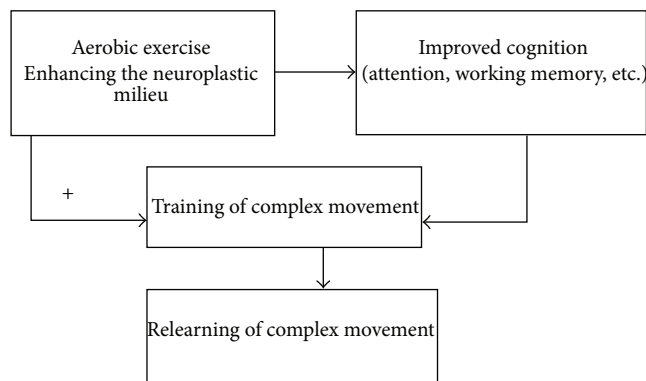 Aerobic exercise
Enhancing the neuroplastic
milieu
Improved cognition
(attention, working memory, etc.)
+
Training of complex movement
Relearning of complex movement